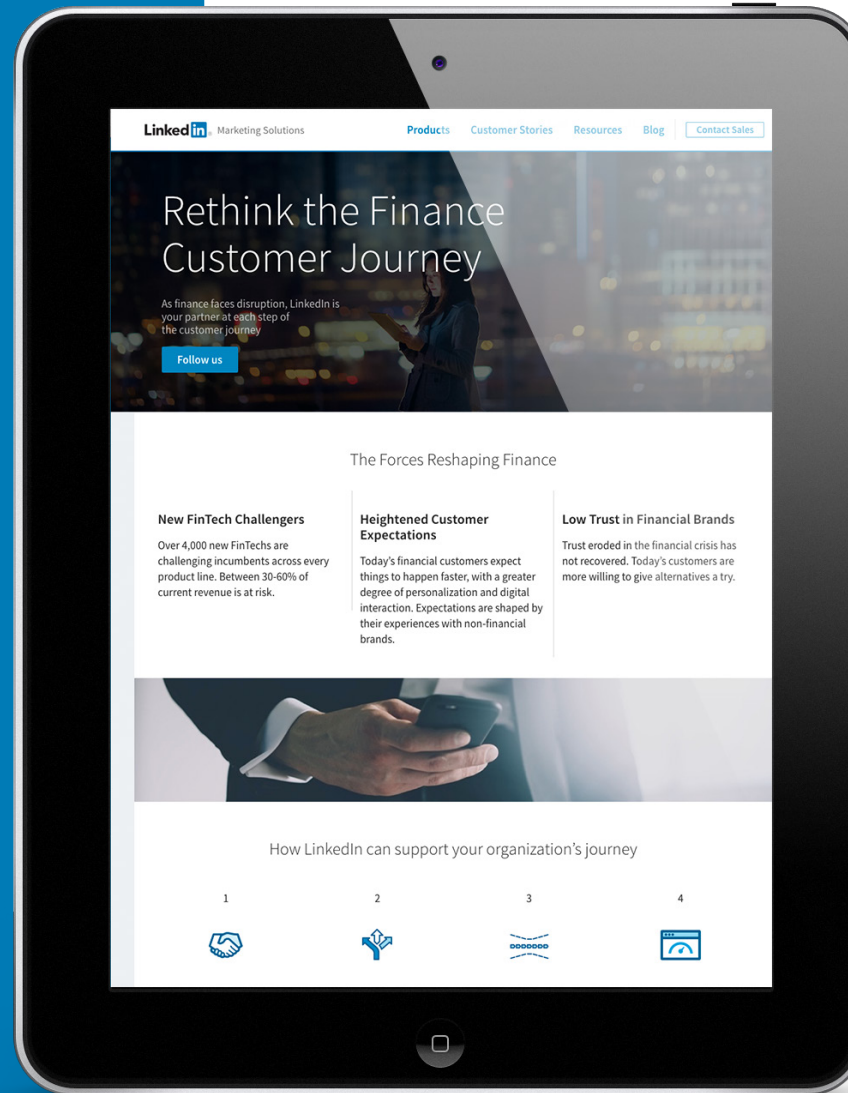 Linked in® Marketing Solutions
Products Customer Stories Resources Blog Contact Sales
Rethink the Finance
Customer Journey
As finance faces disruption, LinkedIn is
your partner at each step of
the customer journey
Follow us
The Forces Reshaping Finance
New FinTech Challengers
Over 4,000 new FinTechs are
challenging incumbents across every
product line. Between 30-60% of
current revenue is at risk.
Heightened Customer
Expectations
Today’s financial customers expect
things to happen faster, with a greater
degree of personalization and digital
interaction. Expectations are shaped by
their experiences with non-financial
brands.
Low Trust in Financial Brands
Trust eroded in the financial crisis has
not recovered. Today’s customers are
more willing to give alternatives a try.
How LinkedIn can support your organization’s journey
1
2
3
4